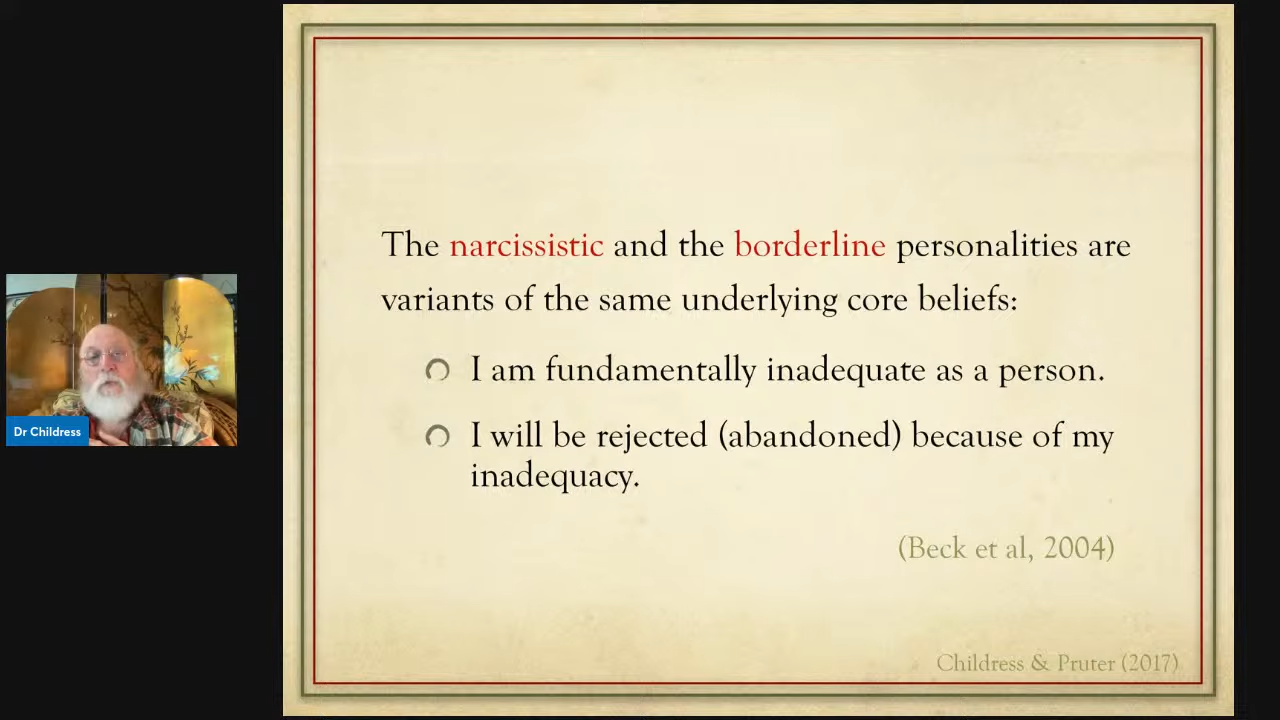 The narcissistic and the borderline personalities are
variants of the same underlying core beliefs:
I am fundamentally inadequate as a person.
I will be rejected (abandoned) because of my
inadequacy.
(Beck et al, 2004)
Childress & Pruter (2017)
Dr Childress